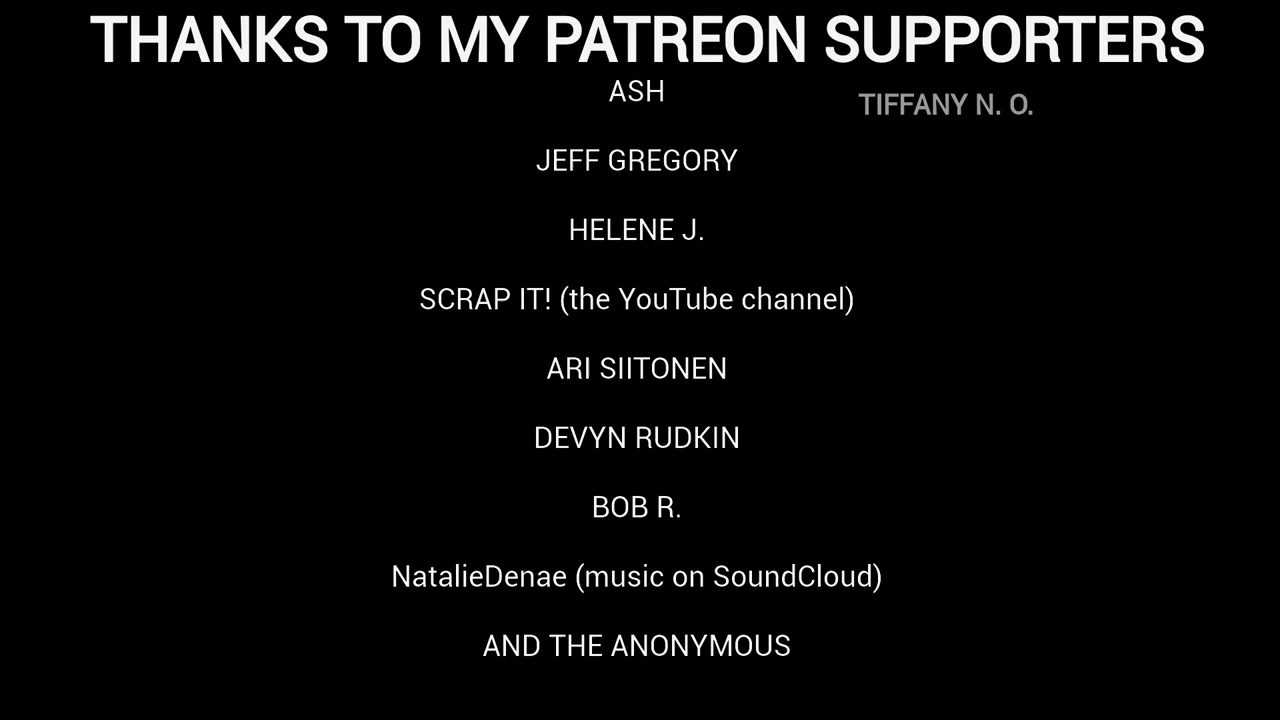 THANKS TO MY PATREON SUPPORTERS
ASH
TIFFANY N. O.
JEFF GREGORY
HELENE J.
SCRAP IT! (the YouTube channel)
ARI SIITONEN
DEVYN RUDKIN
BOB R.
NatalieDenae (music on SoundCloud)
AND THE ANONYMOUS